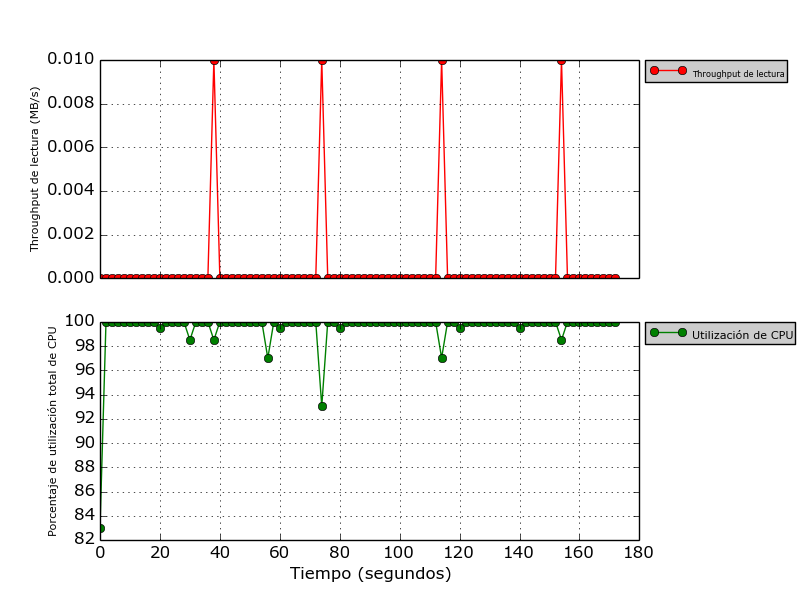 0.010
0.008
0.006
0.004
0.002
0.000
Throughput de lectura (MB/s)
Throughput de lectura
100
98
96
94
92
90
88
86
84
82
Porcentaje de utilización total de CPU
Utilización de CPU
0 20 40 60 80 100 120 140 160 180
Tiempo (segundos)